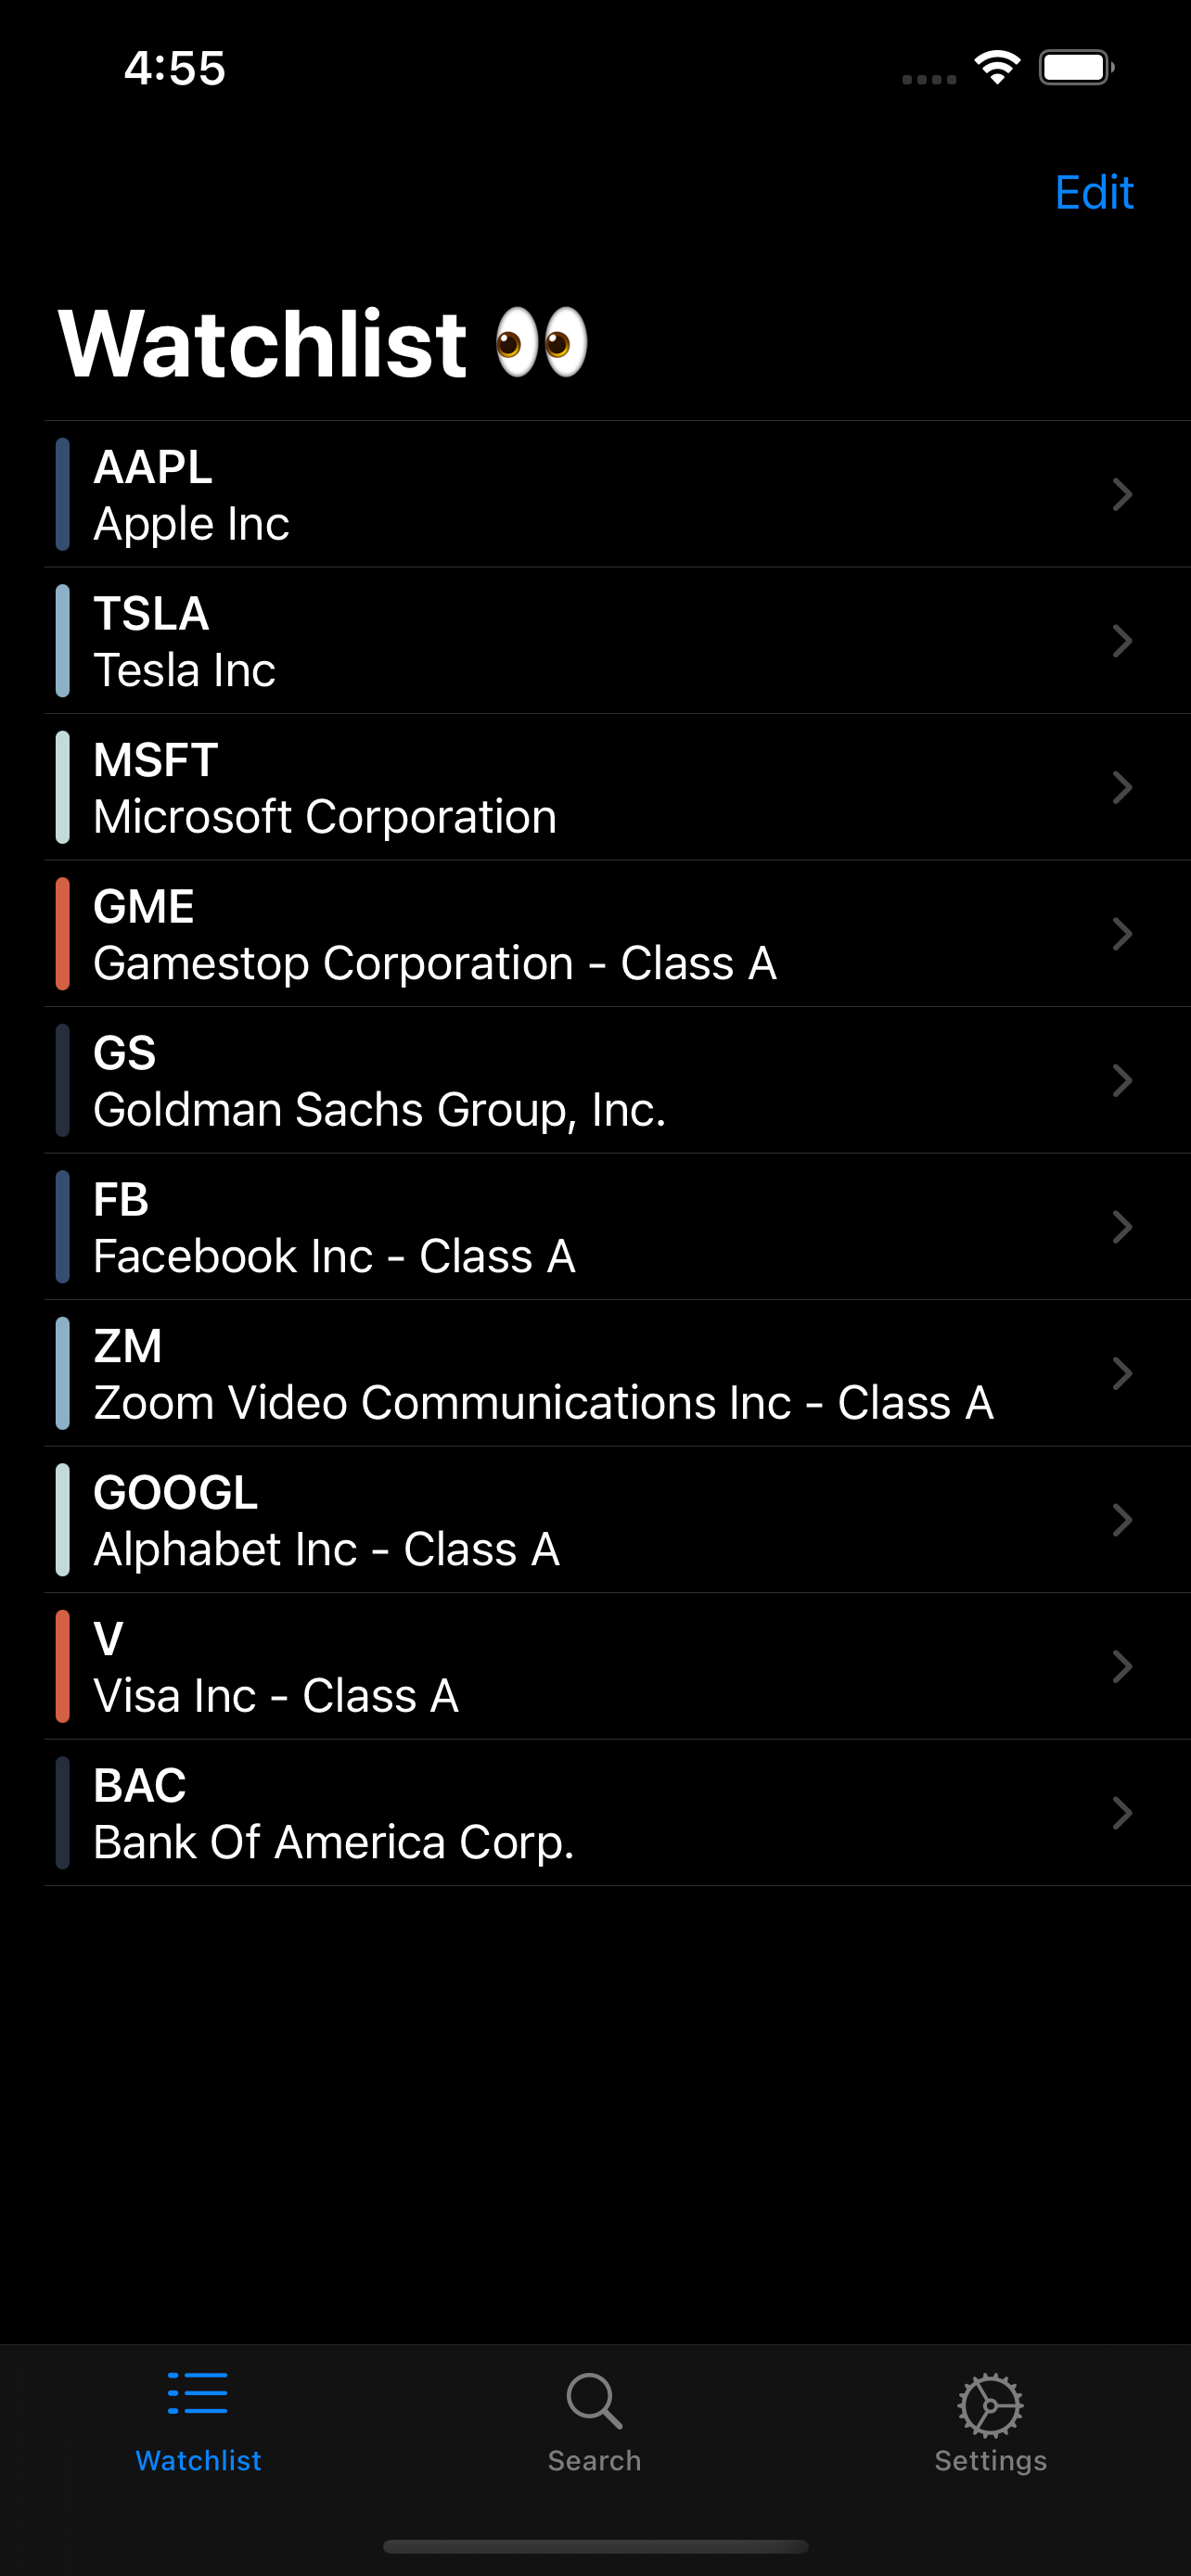 4:55
Edit
Watchlist 👀
AAPL
Apple Inc
TSLA
Tesla Inc
MSFT
Microsoft Corporation
GME
Gamestop Corporation - Class A
GS
Goldman Sachs Group, Inc.
FB
Facebook Inc - Class A
ZM
Zoom Video Communications Inc - Class A
GOOGL
Alphabet Inc - Class A
V
Visa Inc - Class A
BAC
Bank Of America Corp.
Watchlist
Search
Settings